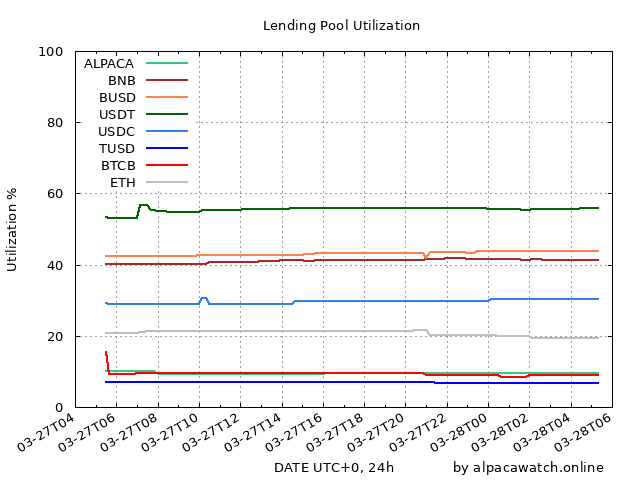 Lending Pool Utilization
100
80
60
40
20
0
Utilization %
ALPACA
BNB
BUSD
USDT
USDC
TUSD
BTCB
ETH
03-27T04
03-27T06
03-27T08
03-27T10
03-27T12
03-27T14
03-27T16
03-27T18
03-27T20
03-27T22
03-28T00
03-28T02
03-28T04
03-28T06
DATE UTC+0, 24h by alpacawatch.online